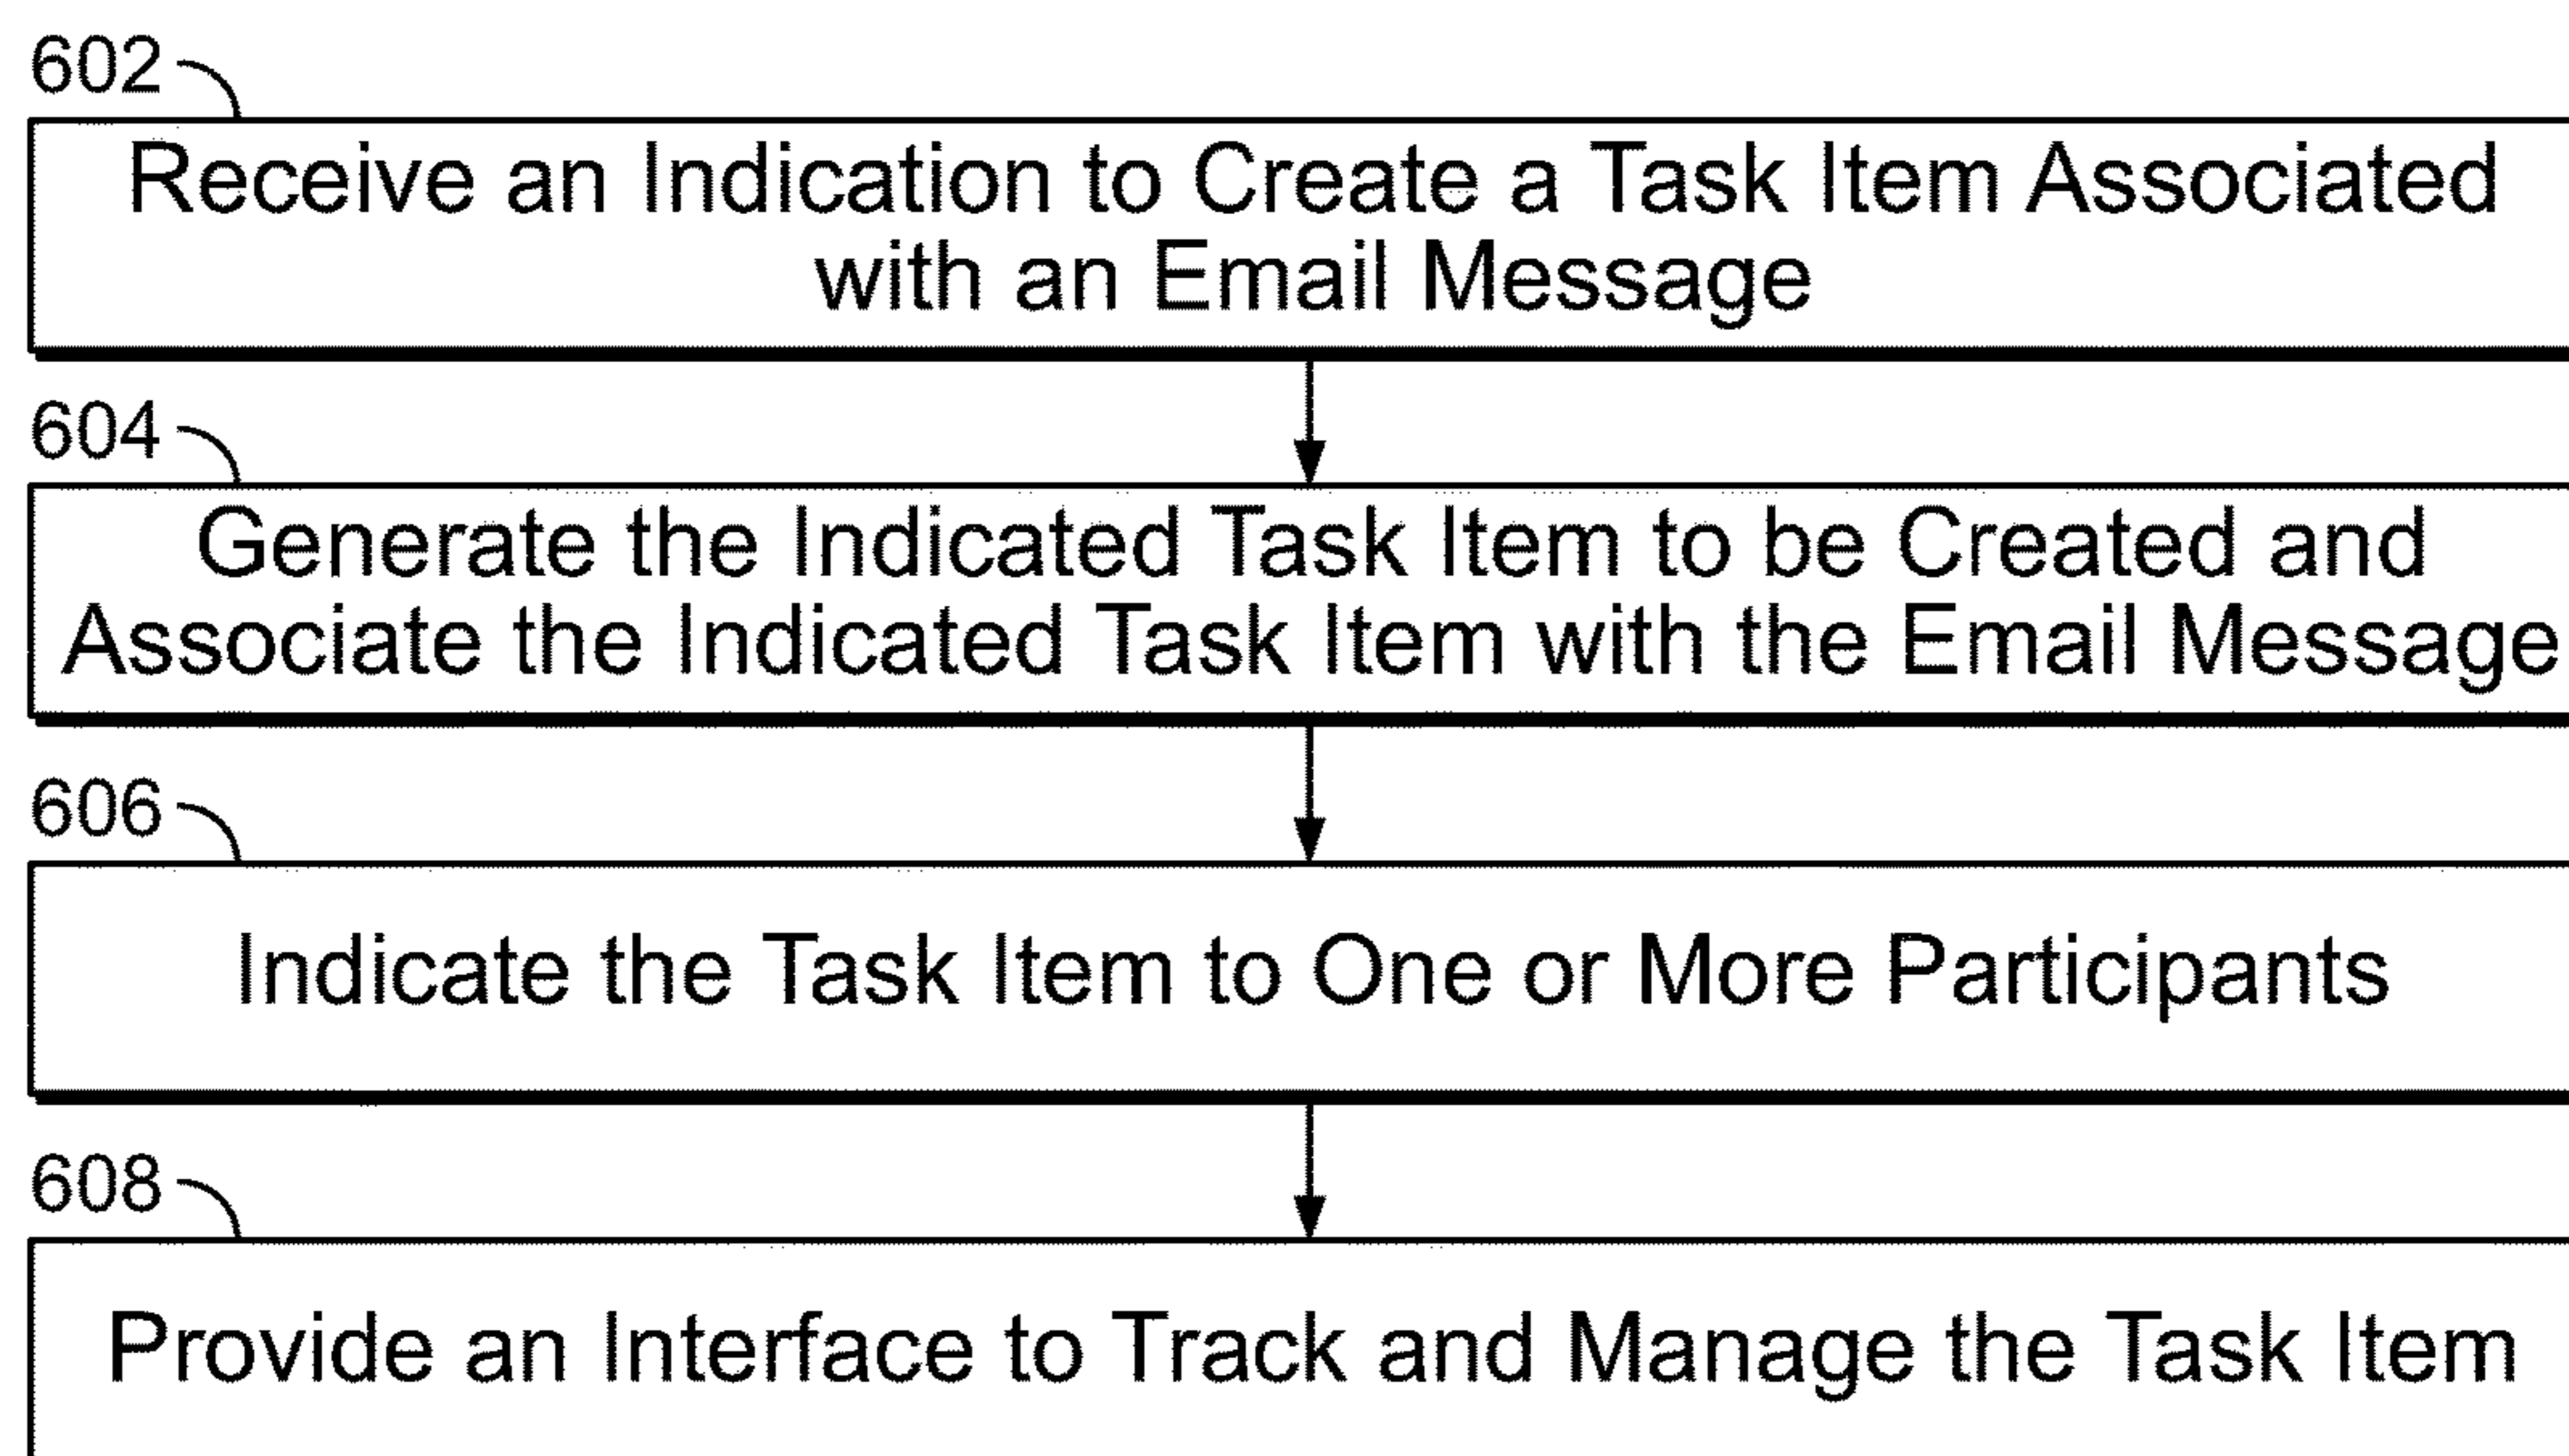 602
Receive an Indication to Create a Task Item Associated
with an Email Message
604
Generate the Indicated Task Item to be Created and
Associate the Indicated Task Item with the Email Message
606
Indicate the Task Item to One or More Participants
608
Provide an Interface to Track and Manage the Task Item